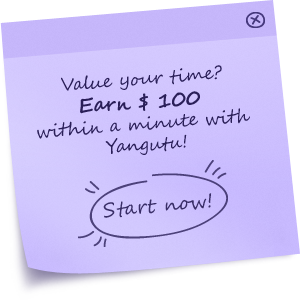 Value your time?
Earn $ 100
within a minute with
Yangutu!
Start now!